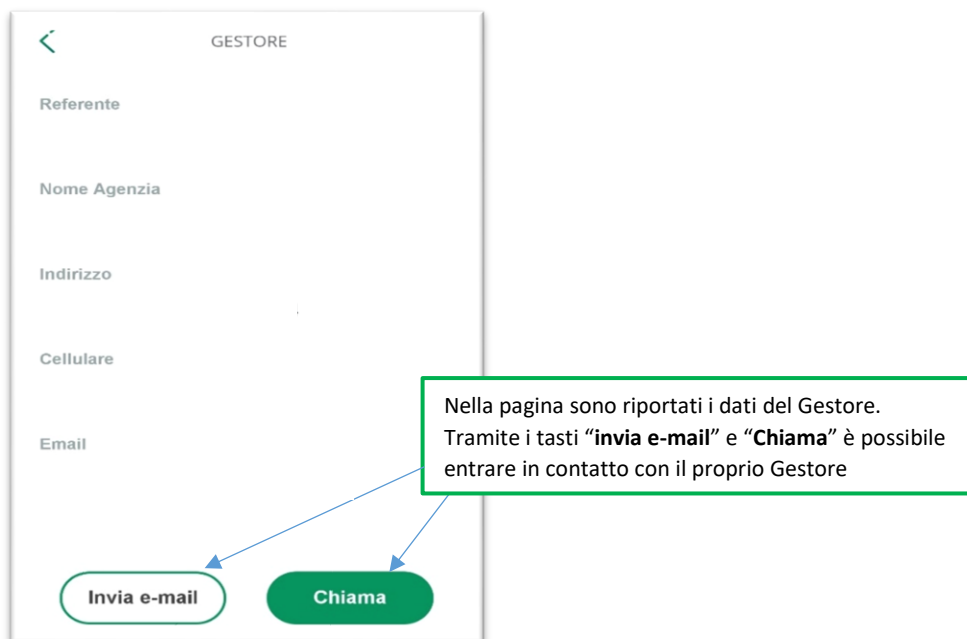 GESTORE
Referente
Nome Agenzia
Indirizzo
Cellulare
Email
Nella pagina sono riportati i dati del Gestore.
Tramite i tasti “invia e-mail” e “Chiama” è possibile
entrare in contatto con il proprio Gestore
Invia e-mail
Chiama